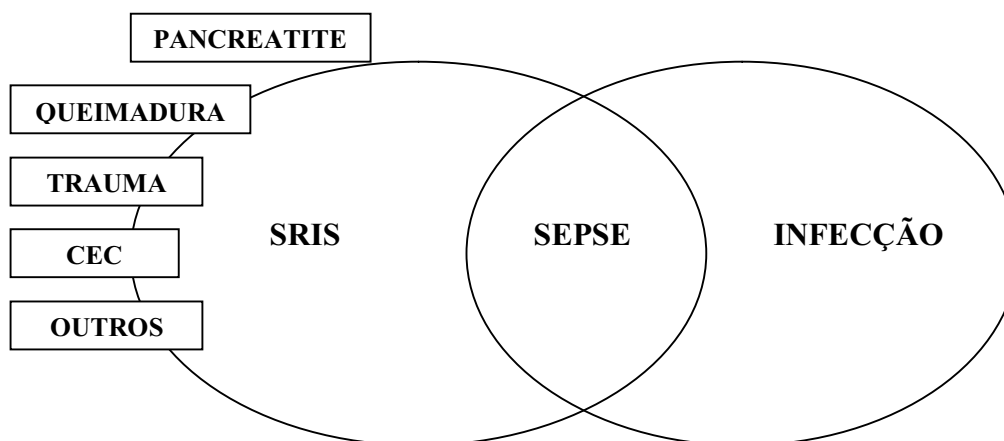 PANCREATITE
QUEIMADURA
TRAUMA
SRIS
SEPSE
INFECÇÃO
CEC
OUTROS